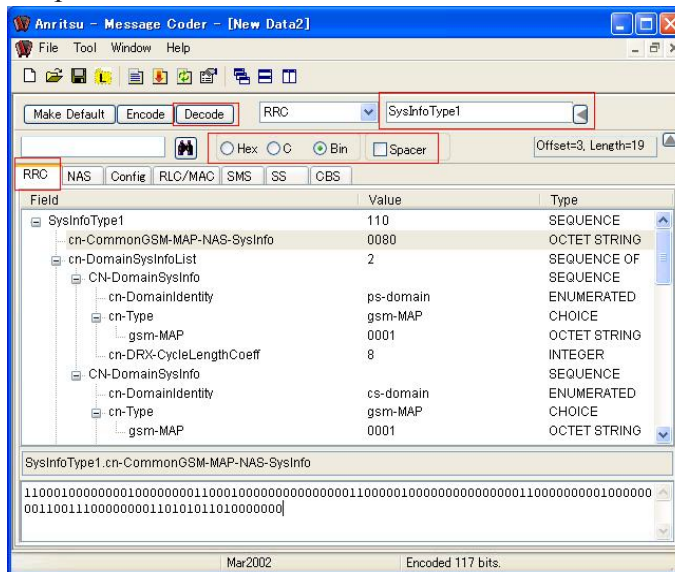 Anritsu - Message Coder - [New Data2]
File Tool Window Help
Make Default Encode Decode RRC SysInfoType1
Hex C Bin Spacer Offset=3, Length=19
RRC NAS Config RLC/MAC SMS SS CBS
Field Value Type
SysInfoType1 110 SEQUENCE
cn-CommonGSM-MAP-NAS-SysInfo 0080 OCTET STRING
cn-DomainSysInfoList 2 SEQUENCE OF
CN-DomainSysInfo SEQUENCE
cn-DomainIdentity ps-domain ENUMERATED
cn-Type gsm-MAP CHOICE
gsm-MAP 0001 OCTET STRING
cn-DRX-CycleLengthCoeff 8 INTEGER
CN-DomainSysInfo SEQUENCE
cn-DomainIdentity cs-domain ENUMERATED
cn-Type gsm-MAP CHOICE
gsm-MAP 0001 OCTET STRING
SysInfoType1.cn-CommonGSM-MAP-NAS-SysInfo
00110011100000000110101011010000000
Mar2002 Encoded 117 bits.